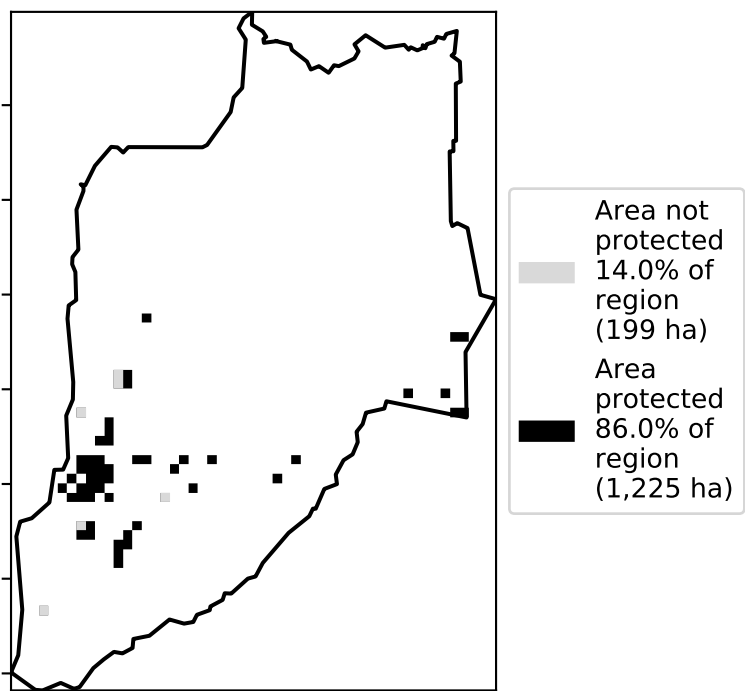 Area not
protected
14.0% of
region
(199 ha)
Area
protected
86.0% of
region
(1,225 ha)